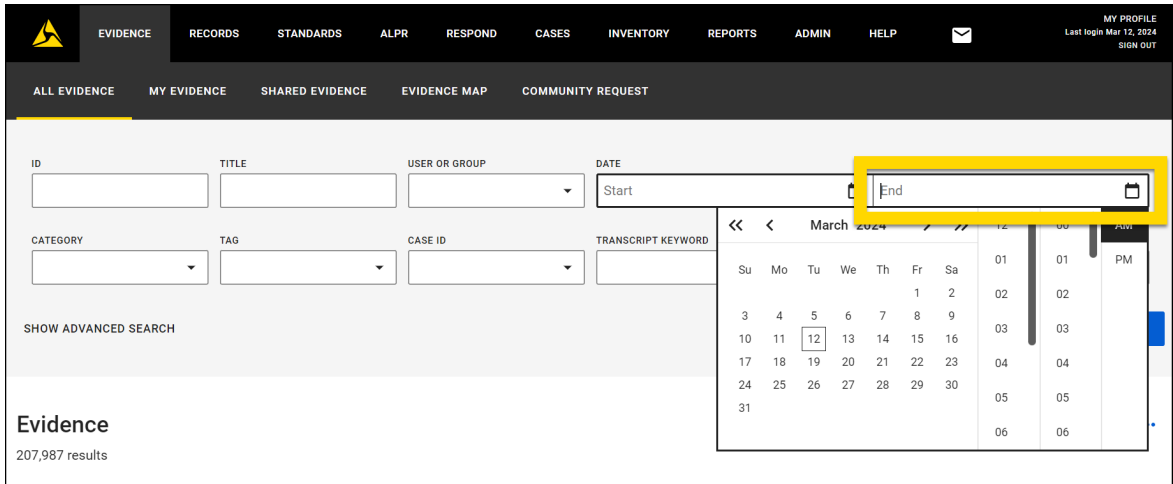 EVIDENCE RECORDS STANDARDS ALPR RESPOND CASES INVENTORY REPORTS ADMIN HELP
MY PROFILE
Last login Mar 12, 2024
SIGN OUT
ALL EVIDENCE MY EVIDENCE SHARED EVIDENCE EVIDENCE MAP COMMUNITY REQUEST
ID TITLE USER OR GROUP DATE
Start End
CATEGORY TAG CASE ID TRANSCRIPT KEYWORD
March 2024
Su Mo Tu We Th Fr Sa
1 2
3 4 5 6 7 8 9
10 11 12 13 14 15 16
17 18 19 20 21 22 23
24 25 26 27 28 29 30
31
12 00 AM
01 01 PM
02 02
03 03
04 04
05 05
06 06
SHOW ADVANCED SEARCH
Evidence
207,987 results